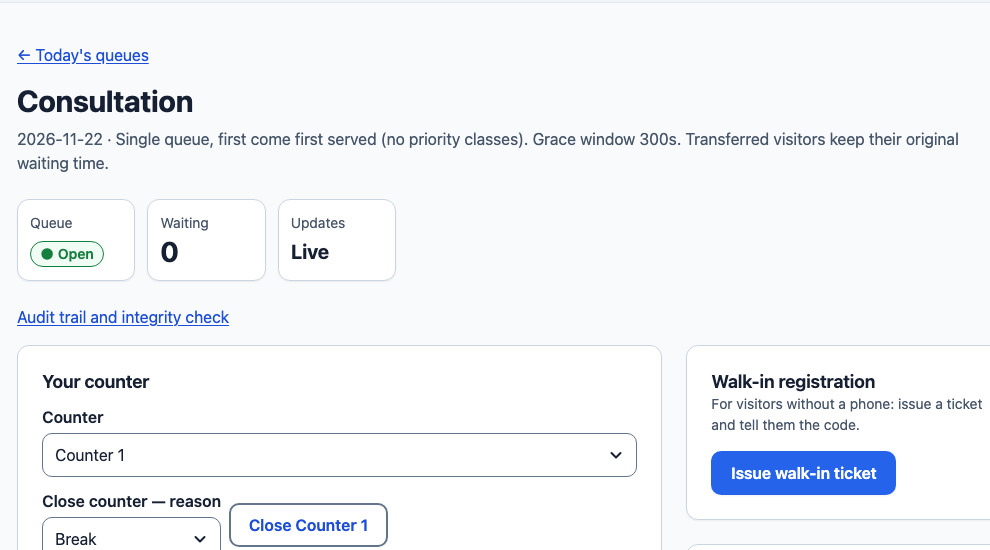 ← Today's queues
Consultation
2026-11-22 · Single queue, first come first served (no priority classes). Grace window 300s. Transferred visitors keep their original
waiting time.
Queue
Open
Waiting
0
Updates
Live
Audit trail and integrity check
Your counter
Counter
Counter 1
Close counter — reason
Break
Close Counter 1
Walk-in registration
For visitors without a phone: issue a ticket
and tell them the code.
Issue walk-in ticket